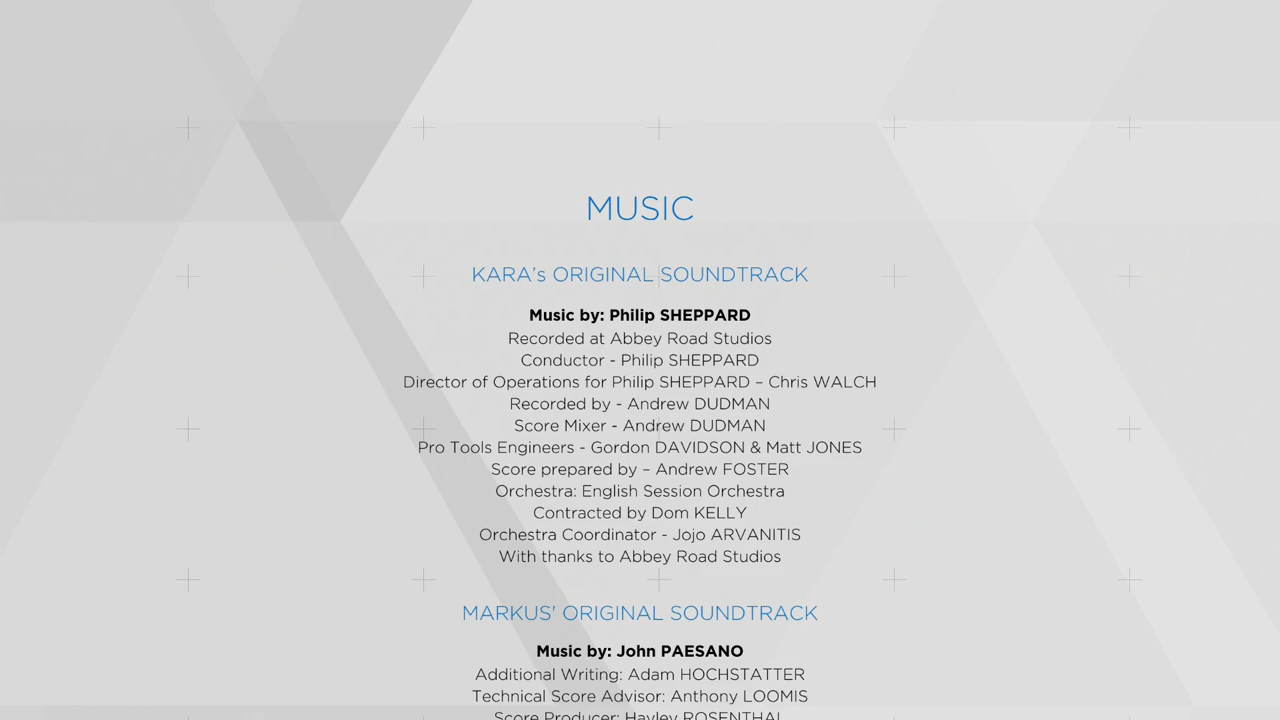 MUSIC
KARA's ORIGINAL SOUNDTRACK
Music by: Philip SHEPPARD
Recorded at Abbey Road Studios
Conductor - Philip SHEPPARD
Director of Operations for Philip SHEPPARD – Chris WALCH
Recorded by - Andrew DUDMAN
Score Mixer - Andrew DUDMAN
Pro Tools Engineers - Gordon DAVIDSON & Matt JONES
Score prepared by – Andrew FOSTER
Orchestra: English Session Orchestra
Contracted by Dom KELLY
Orchestra Coordinator - Jojo ARVANITIS
With thanks to Abbey Road Studios
MARKUS' ORIGINAL SOUNDTRACK
Music by: John PAESANO
Additional Writing: Adam HOCHSTATTER
Technical Score Advisor: Anthony LOOMIS
Score Producer: Hayley ROSENTHAL